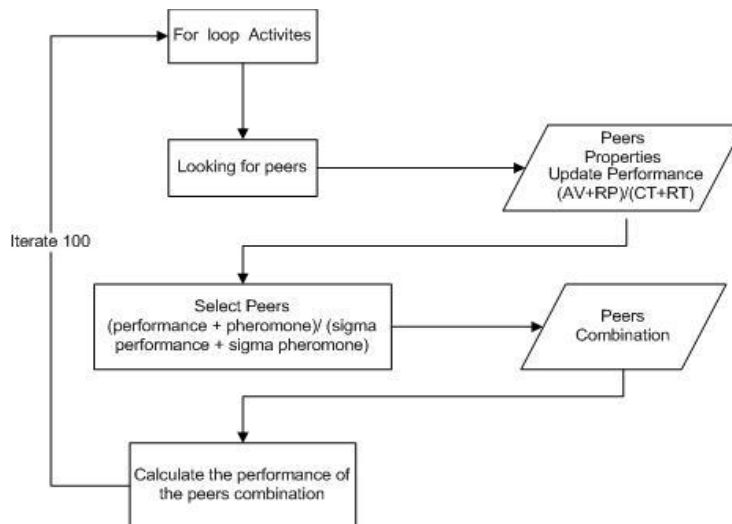 For loop Activites
Looking for peers
Peers
Properties
Update Performance
(AV+RP)/(CT+RT)
Iterate 100
Select Peers
(performance + pheromone)/ (sigma
performance + sigma pheromone)
Peers
Combination
Calculate the performance of
the peers combination